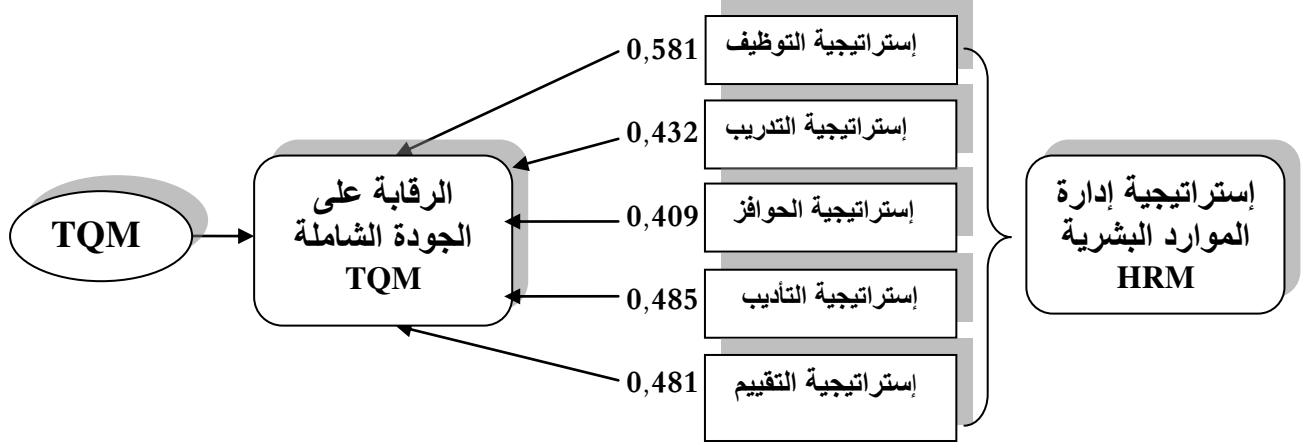 إستراتيجية إدارة
الموارد البشرية
HRM
إستراتيجية التوظيف
0,581
إستراتيجية التدريب
0,432
إستراتيجية الحوافز
0,409
إستراتيجية التأديب
0,485
إستراتيجية التقييم
0,481
الرقابة على
الجودة الشاملة
TQM
TQM